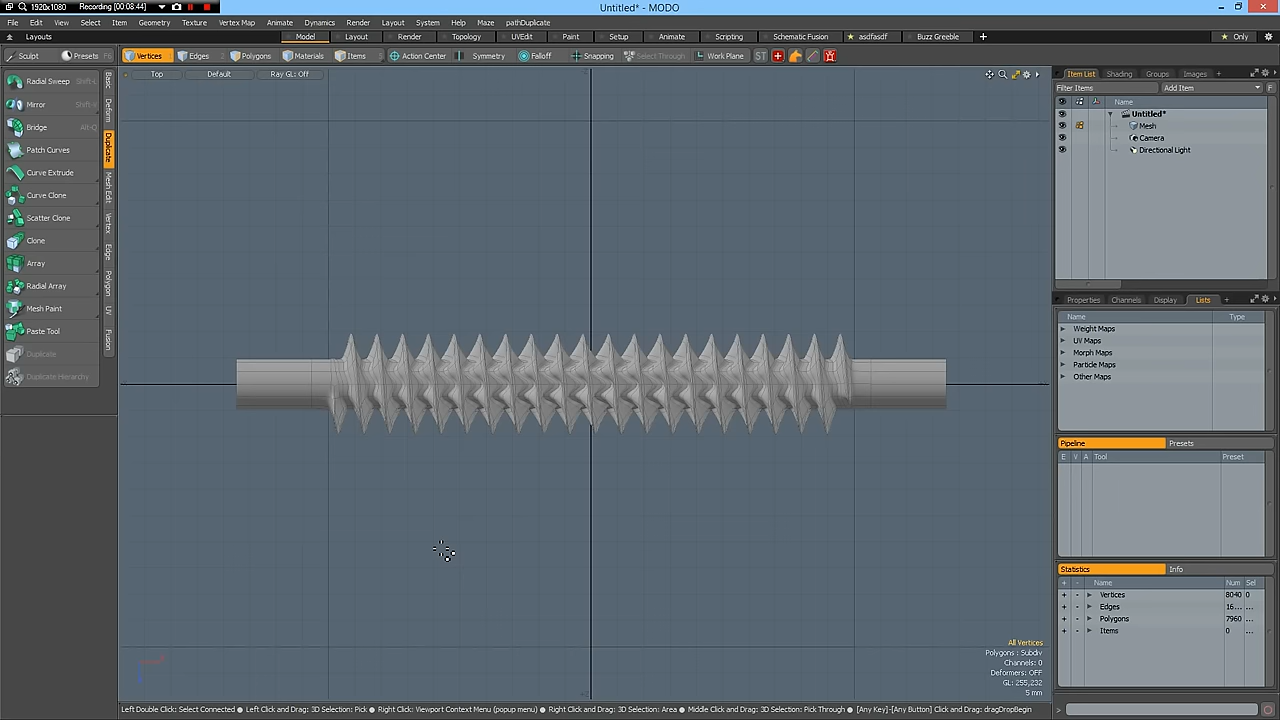 1920x1080 Recording [00:08:44]
Untitled* - MODO
File Edit View Select Item Geometry Texture Vertex Map Animate Dynamics Render Layout System Help Maze pathDuplicate
Layouts Model Layout Render Topology UVEdit Paint Setup Animate Scripting Schematic Fusion asdfasdf Buzz Greeble Only
Sculpt Presets F6 Vertices Edges Polygons Materials Items Action Center Symmetry Falloff Snapping Select Through Work Plane ST
Top Default Ray GL: Off
Radial Sweep Shift-L
Mirror Shift-V
Bridge Alt-Q
Patch Curves
Curve Extrude
Curve Clone
Scatter Clone
Clone
Array
Radial Array
Mesh Paint
Paste Tool
Duplicate
Duplicate Hierarchy
Basic
Deform
Duplicate
Mesh Edit
Vertex
Edge
Polygon
UV
Fusion
All Vertices
Polygons : Subdiv
Channels: 0
Deformers: OFF
GL: 255,232
5 mm
Item List Shading Groups Images +
Filter Items Add Item F
Name
Untitled*
Mesh
Camera
Directional Light
Properties Channels Display Lists +
Name Type
Weight Maps
UV Maps
Morph Maps
Particle Maps
Other Maps
Pipeline Presets
E V A Tool Preset
Statistics Info
Name Num Sel
+ - Vertices 8040 0
+ - Edges 16... ...
+ - Polygons 7960 ...
+ - Items 0 ...
Left Double Click: Select Connected ● Left Click and Drag: 3D Selection: Pick ● Right Click: Viewport Context Menu (popup menu) ● Right Click and Drag: 3D Selection: Area ● Middle Click and Drag: 3D Selection: Pick Through ● [Any Key]-[Any Button] Click and Drag: dragDropBegin